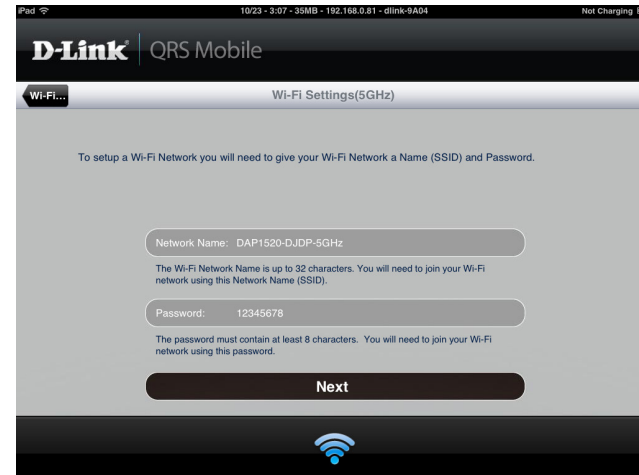 iPad 10/23 - 3:07 - 35MB - 192.168.0.81 - dlink-9A04 Not Charging
D-Link QRS Mobile
Wi-Fi... Wi-Fi Settings(5GHz)
To setup a Wi-Fi Network you will need to give your Wi-Fi Network a Name (SSID) and Password.
Network Name: DAP1520-DJDP-5GHz
The Wi-Fi Network Name is up to 32 characters. You will need to join your Wi-Fi
network using this Network Name (SSID).
Password: 12345678
The password must contain at least 8 characters. You will need to join your Wi-Fi
network using this password.
Next